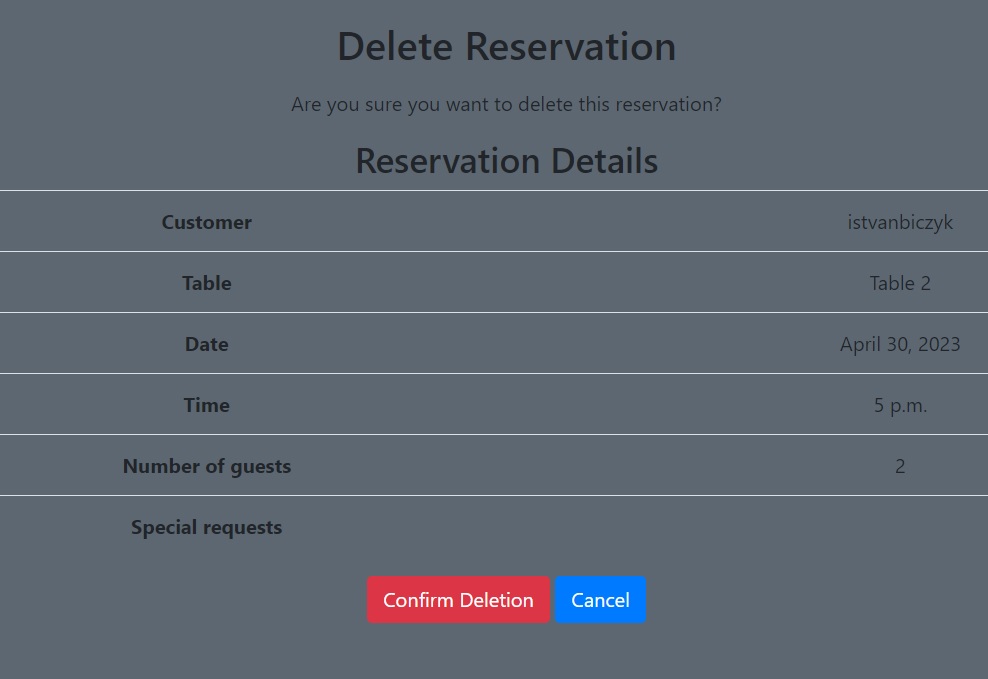 Delete Reservation
Are you sure you want to delete this reservation?
Reservation Details
Customer istvanbiczyk
Table Table 2
Date April 30, 2023
Time 5 p.m.
Number of guests 2
Special requests
Confirm Deletion Cancel